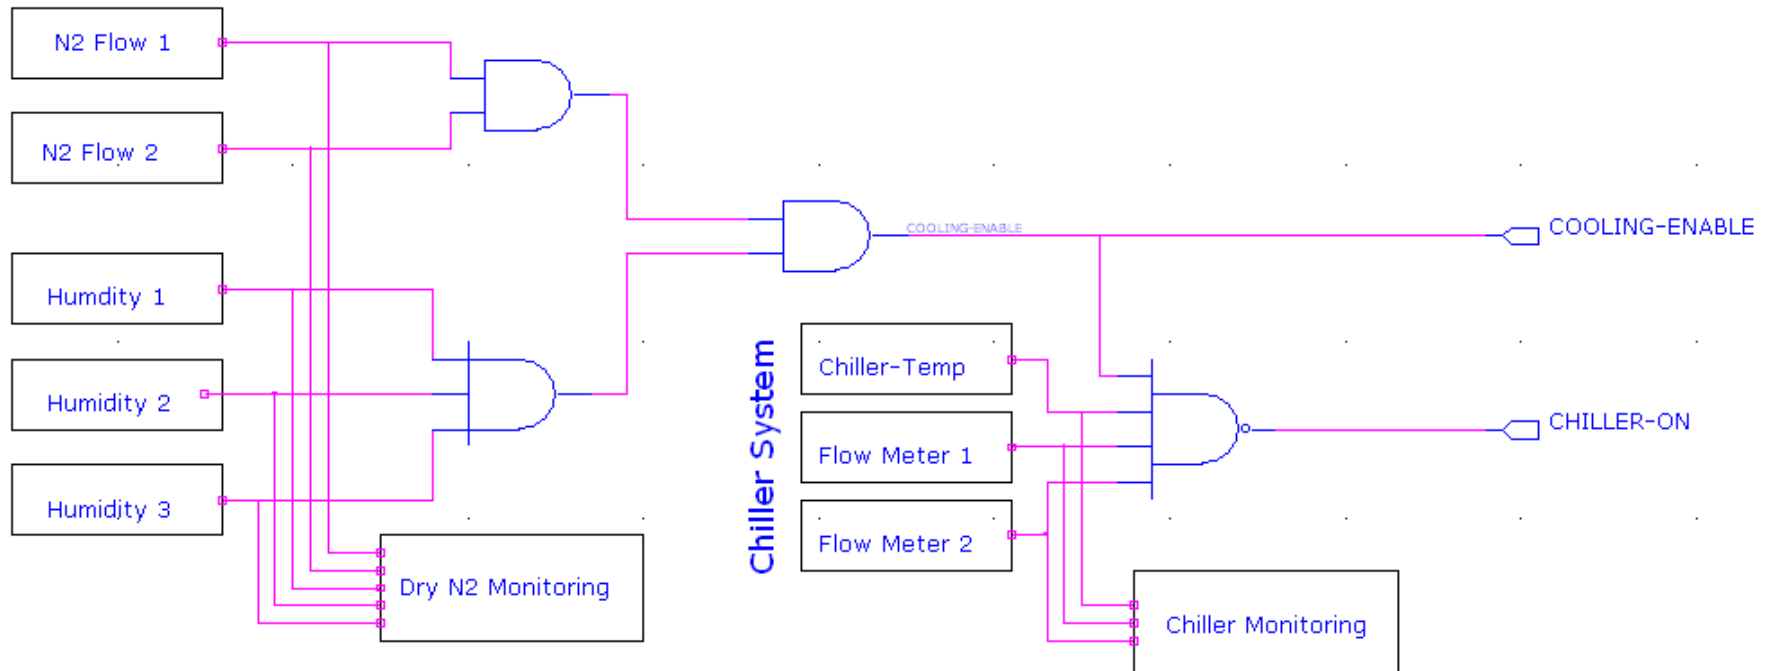 N2 Flow 1
N2 Flow 2
Humdity 1
Humidity 2
Humidity 3
Dry N2 Monitoring
COOLING-ENABLE
COOLING-ENABLE
Chiller System
Chiller-Temp
Flow Meter 1
Flow Meter 2
CHILLER-ON
Chiller Monitoring